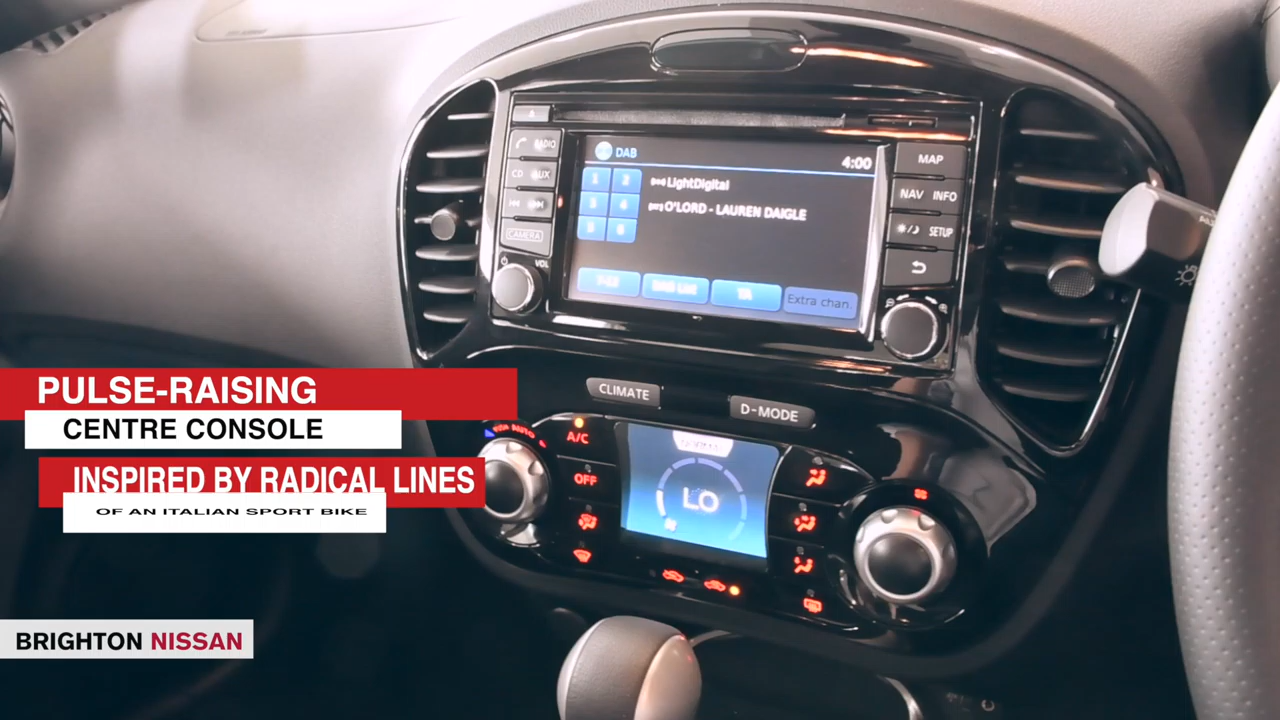 DAB
4:00
1 2
LightDigital
3 4
O'LORD - LAUREN DAIGLE
TA
Extra chan.
RADIO
CD AUX
CAMERA
VOL
MAP
NAV INFO
SETUP
CLIMATE
D-MODE
A/C
OFF
LO
PULSE-RAISING
CENTRE CONSOLE
INSPIRED BY RADICAL LINES
OF AN ITALIAN SPORT BIKE
BRIGHTON NISSAN